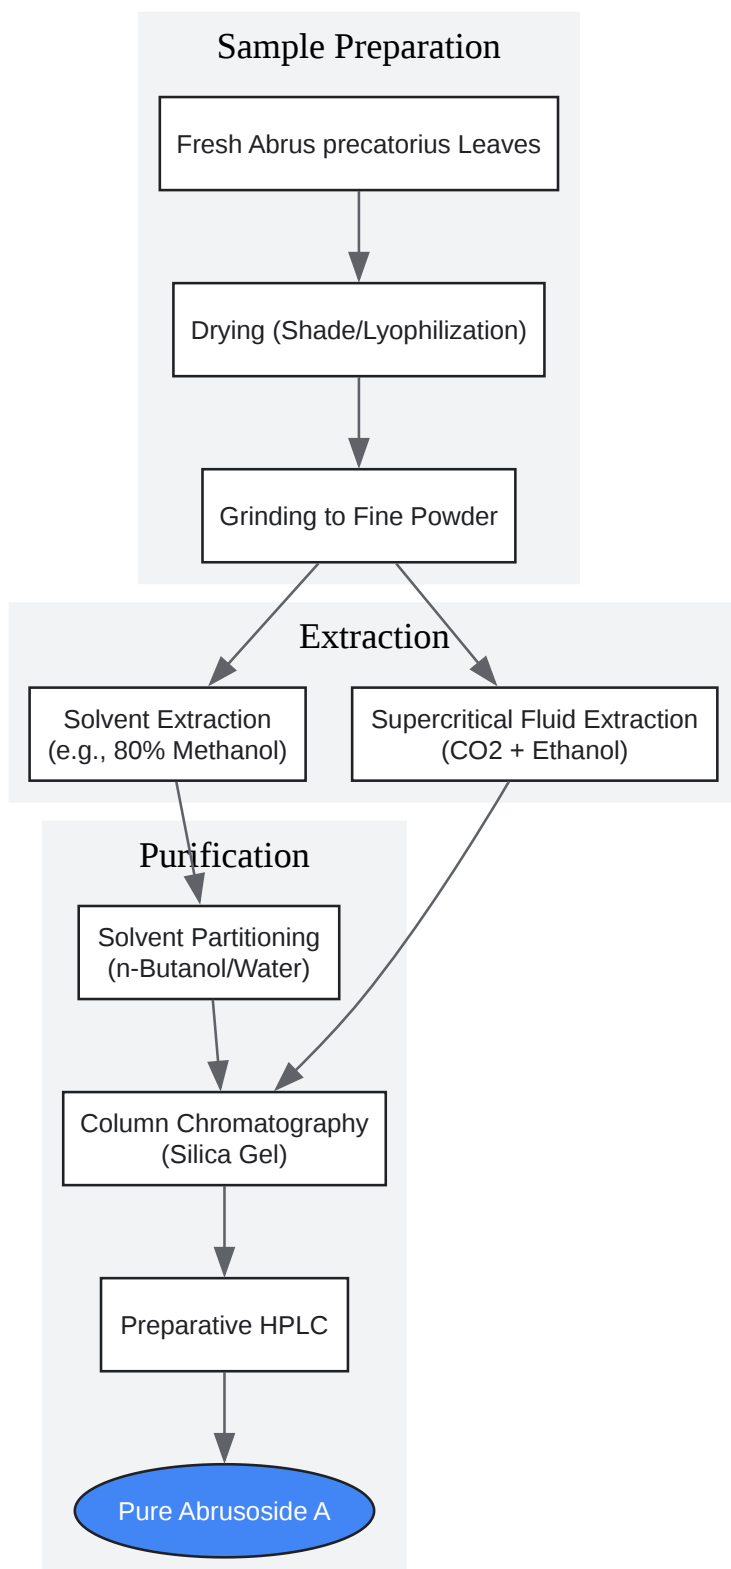 Sample Preparation
Fresh Abrus precatorius Leaves
Drying (Shade/Lyophilization)
Grinding to Fine Powder
Extraction
Solvent Extraction
(e.g., 80% Methanol)
Supercritical Fluid Extraction
(CO2 + Ethanol)
Purification
Solvent Partitioning
(n-Butanol/Water)
Column Chromatography
(Silica Gel)
Preparative HPLC
Pure Abrusoside A